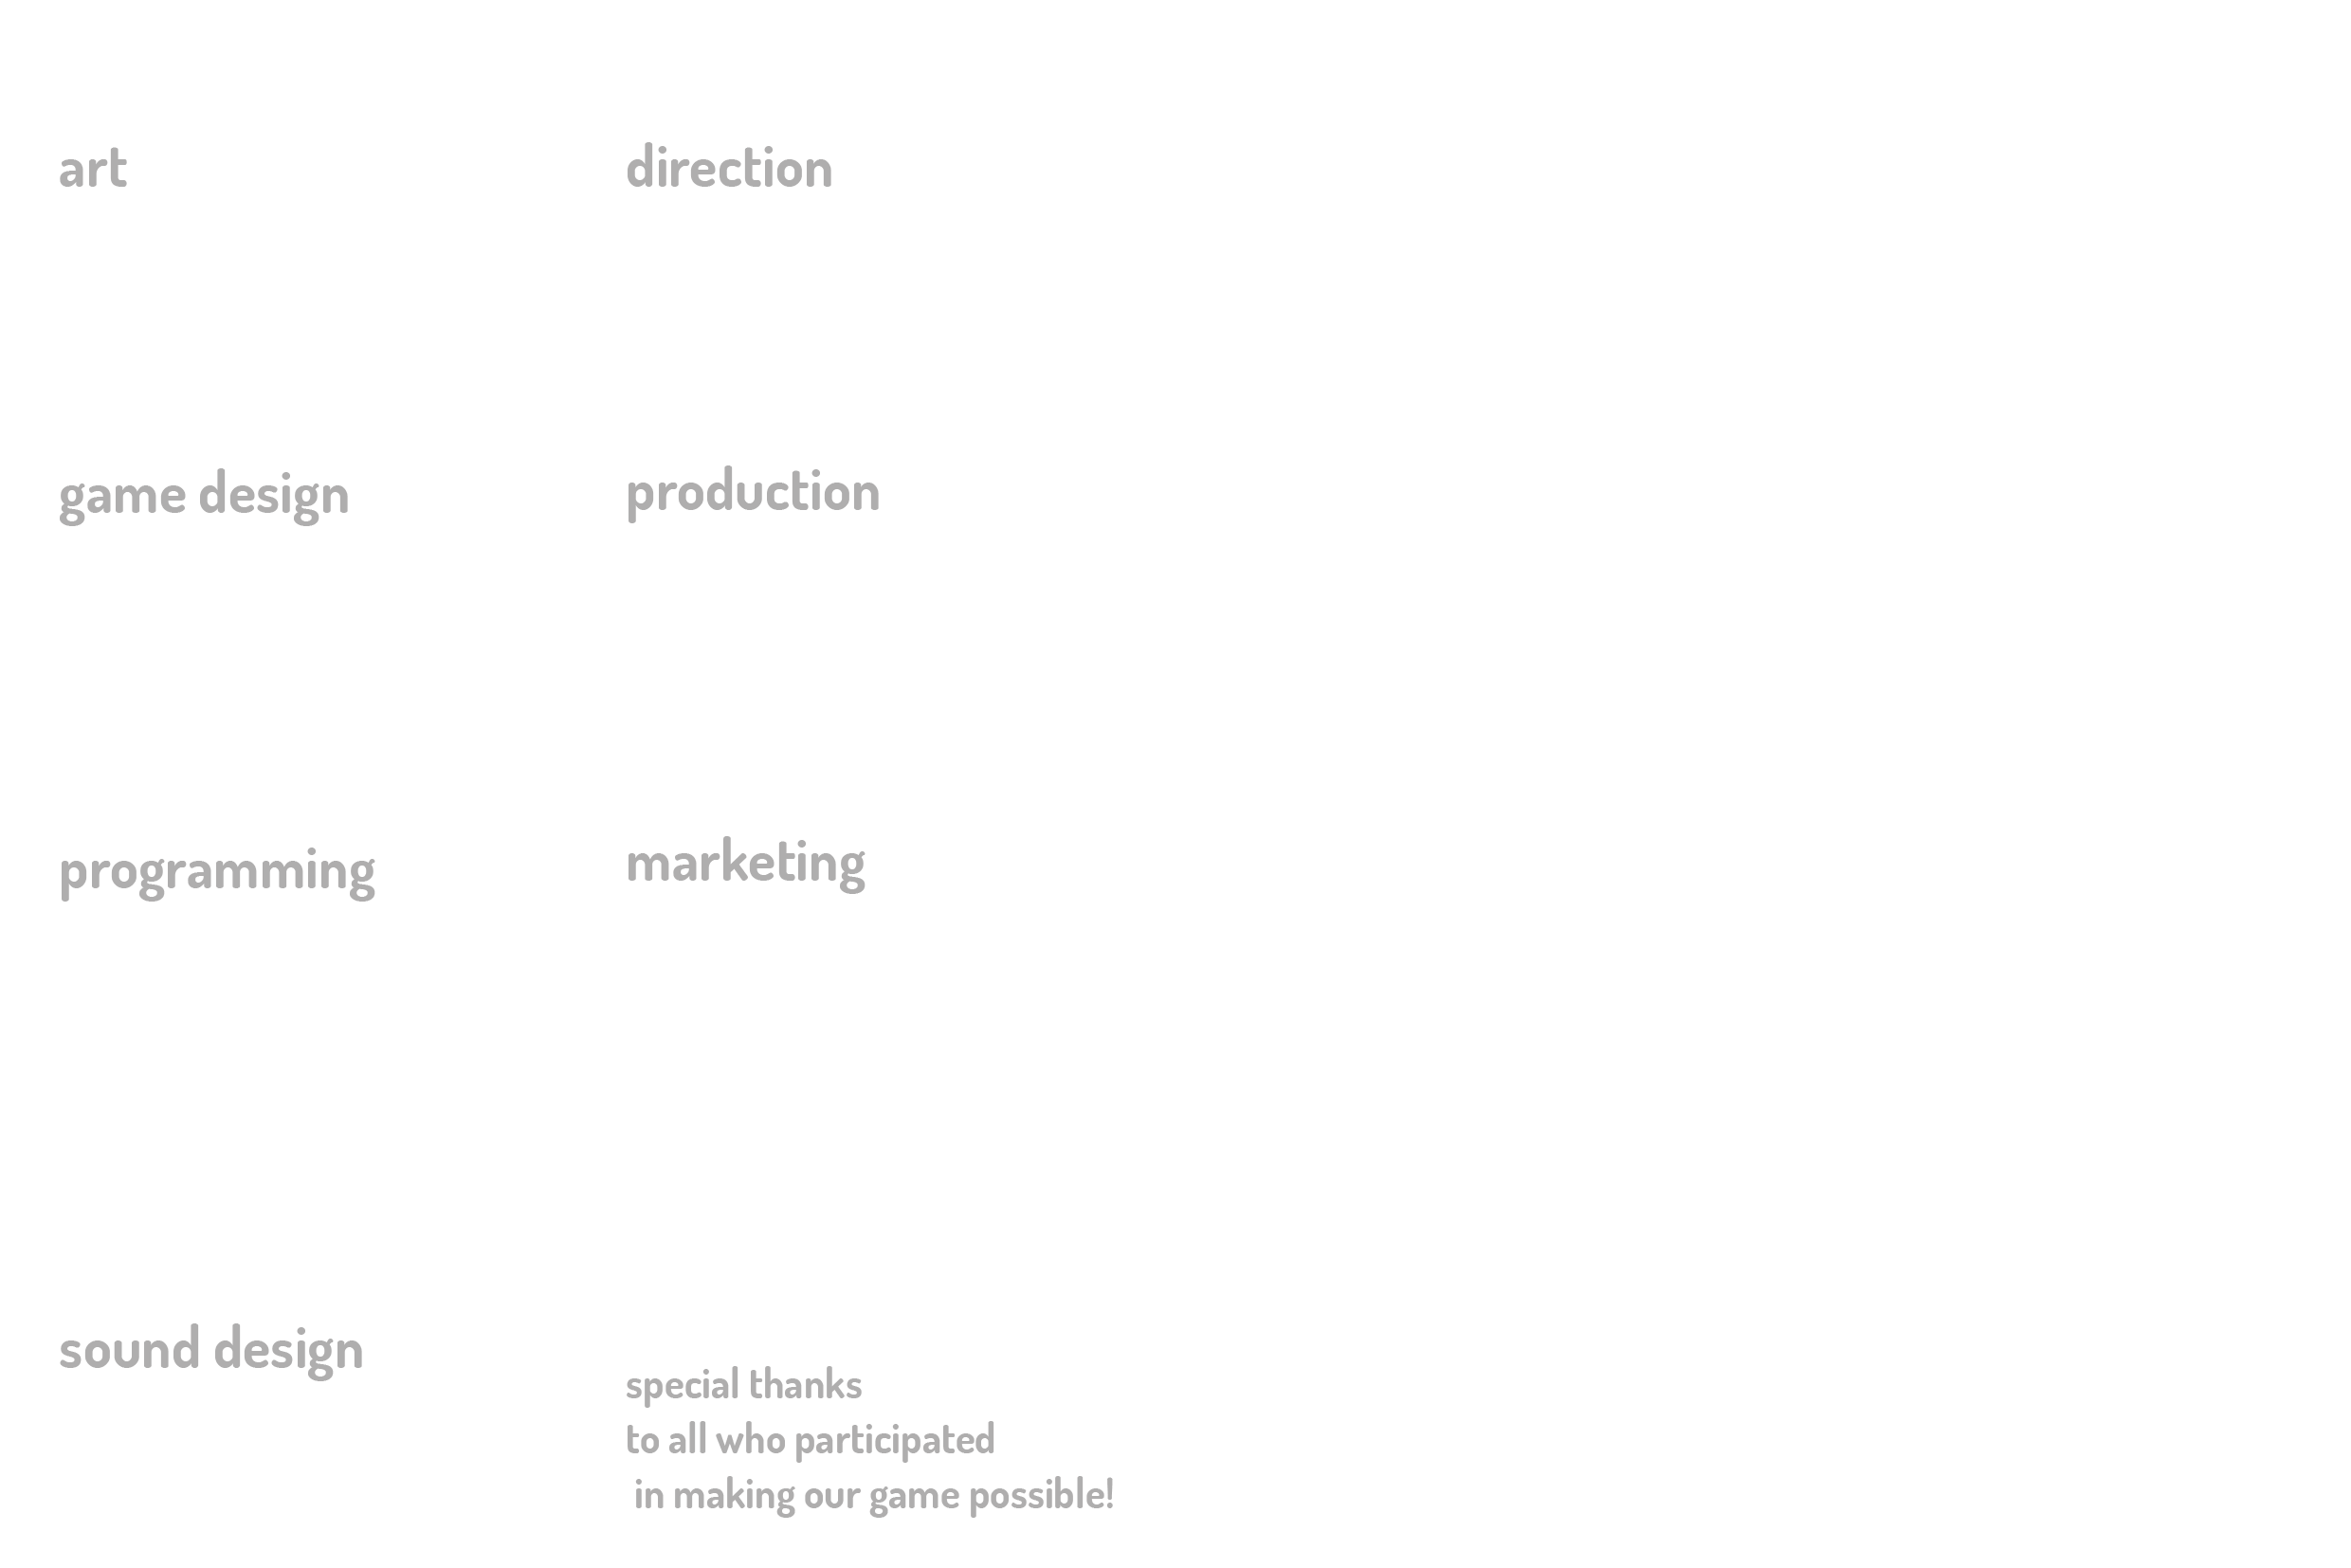 art
direction
game design
production
programming
marketing
sound design
special thanks
to all who participated
in making our game possible!